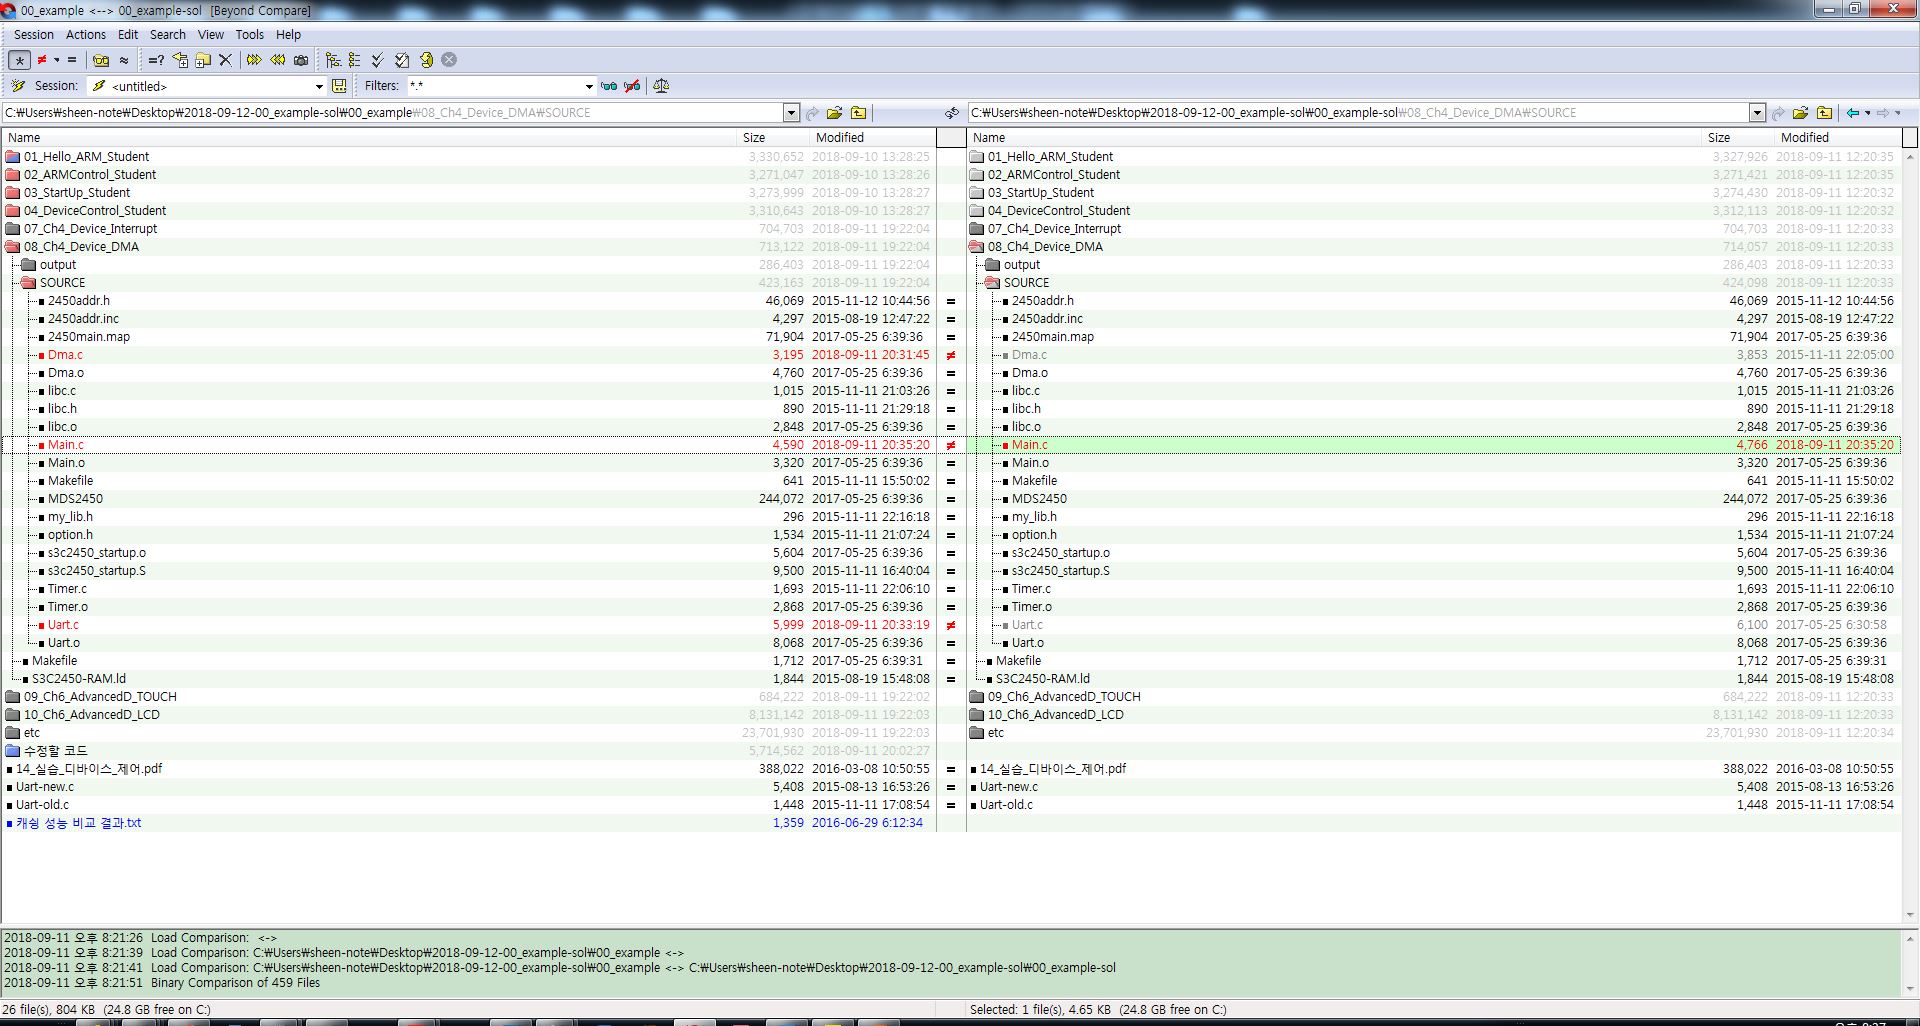 00_example <--> 00_example-sol [Beyond Compare]
Session Actions Edit Search View Tools Help
Session: <untitled> Filters: *.*
C:₩Users₩sheen-note₩Desktop₩2018-09-12-00_example-sol₩00_example₩08_Ch4_Device_DMA₩SOURCE C:₩Users₩sheen-note₩Desktop₩2018-09-12-00_example-sol₩00_example-sol₩08_Ch4_Device_DMA₩SOURCE
Name Size Modified Name Size Modified
01_Hello_ARM_Student 3,330,652 2018-09-10 13:28:25 01_Hello_ARM_Student 3,327,926 2018-09-11 12:20:35
02_ARMControl_Student 3,271,047 2018-09-10 13:28:26 02_ARMControl_Student 3,271,421 2018-09-11 12:20:35
03_StartUp_Student 3,273,999 2018-09-10 13:28:27 03_StartUp_Student 3,274,430 2018-09-11 12:20:32
04_DeviceControl_Student 3,310,643 2018-09-10 13:28:27 04_DeviceControl_Student 3,312,113 2018-09-11 12:20:32
07_Ch4_Device_Interrupt 704,703 2018-09-11 19:22:04 07_Ch4_Device_Interrupt 704,703 2018-09-11 12:20:33
08_Ch4_Device_DMA 713,122 2018-09-11 19:22:04 08_Ch4_Device_DMA 714,057 2018-09-11 12:20:33
output 286,403 2018-09-11 19:22:04 output 286,403 2018-09-11 12:20:33
SOURCE 423,163 2018-09-11 19:22:04 SOURCE 424,098 2018-09-11 12:20:33
2450addr.h 46,069 2015-11-12 10:44:56 = 2450addr.h 46,069 2015-11-12 10:44:56
2450addr.inc 4,297 2015-08-19 12:47:22 = 2450addr.inc 4,297 2015-08-19 12:47:22
2450main.map 71,904 2017-05-25 6:39:36 = 2450main.map 71,904 2017-05-25 6:39:36
Dma.c 3,195 2018-09-11 20:31:45 ≠ Dma.c 3,853 2015-11-11 22:05:00
Dma.o 4,760 2017-05-25 6:39:36 = Dma.o 4,760 2017-05-25 6:39:36
libc.c 1,015 2015-11-11 21:03:26 = libc.c 1,015 2015-11-11 21:03:26
libc.h 890 2015-11-11 21:29:18 = libc.h 890 2015-11-11 21:29:18
libc.o 2,848 2017-05-25 6:39:36 = libc.o 2,848 2017-05-25 6:39:36
Main.c 4,590 2018-09-11 20:35:20 ≠ Main.c 4,766 2018-09-11 20:35:20
Main.o 3,320 2017-05-25 6:39:36 = Main.o 3,320 2017-05-25 6:39:36
Makefile 641 2015-11-11 15:50:02 = Makefile 641 2015-11-11 15:50:02
MDS2450 244,072 2017-05-25 6:39:36 = MDS2450 244,072 2017-05-25 6:39:36
my_lib.h 296 2015-11-11 22:16:18 = my_lib.h 296 2015-11-11 22:16:18
option.h 1,534 2015-11-11 21:07:24 = option.h 1,534 2015-11-11 21:07:24
s3c2450_startup.o 5,604 2017-05-25 6:39:36 = s3c2450_startup.o 5,604 2017-05-25 6:39:36
s3c2450_startup.S 9,500 2015-11-11 16:40:04 = s3c2450_startup.S 9,500 2015-11-11 16:40:04
Timer.c 1,693 2015-11-11 22:06:10 = Timer.c 1,693 2015-11-11 22:06:10
Timer.o 2,868 2017-05-25 6:39:36 = Timer.o 2,868 2017-05-25 6:39:36
Uart.c 5,999 2018-09-11 20:33:19 ≠ Uart.c 6,100 2017-05-25 6:30:58
Uart.o 8,068 2017-05-25 6:39:36 = Uart.o 8,068 2017-05-25 6:39:36
Makefile 1,712 2017-05-25 6:39:31 = Makefile 1,712 2017-05-25 6:39:31
S3C2450-RAM.ld 1,844 2015-08-19 15:48:08 = S3C2450-RAM.ld 1,844 2015-08-19 15:48:08
09_Ch6_AdvancedD_TOUCH 684,222 2018-09-11 19:22:02 09_Ch6_AdvancedD_TOUCH 684,222 2018-09-11 12:20:33
10_Ch6_AdvancedD_LCD 8,131,142 2018-09-11 19:22:03 10_Ch6_AdvancedD_LCD 8,131,142 2018-09-11 12:20:33
etc 23,701,930 2018-09-11 19:22:03 etc 23,701,930 2018-09-11 12:20:34
수정할 코드 5,714,562 2018-09-11 20:02:27
14_실습_디바이스_제어.pdf 388,022 2016-03-08 10:50:55 = 14_실습_디바이스_제어.pdf 388,022 2016-03-08 10:50:55
Uart-new.c 5,408 2015-08-13 16:53:26 = Uart-new.c 5,408 2015-08-13 16:53:26
Uart-old.c 1,448 2015-11-11 17:08:54 = Uart-old.c 1,448 2015-11-11 17:08:54
캐슁 성능 비교 결과.txt 1,359 2016-06-29 6:12:34
2018-09-11 오후 8:21:26 Load Comparison: <->
2018-09-11 오후 8:21:39 Load Comparison: C:₩Users₩sheen-note₩Desktop₩2018-09-12-00_example-sol₩00_example <->
2018-09-11 오후 8:21:41 Load Comparison: C:₩Users₩sheen-note₩Desktop₩2018-09-12-00_example-sol₩00_example <-> C:₩Users₩sheen-note₩Desktop₩2018-09-12-00_example-sol₩00_example-sol
2018-09-11 오후 8:21:51 Binary Comparison of 459 Files
26 file(s), 804 KB (24.8 GB free on C:) Selected: 1 file(s), 4.65 KB (24.8 GB free on C:)